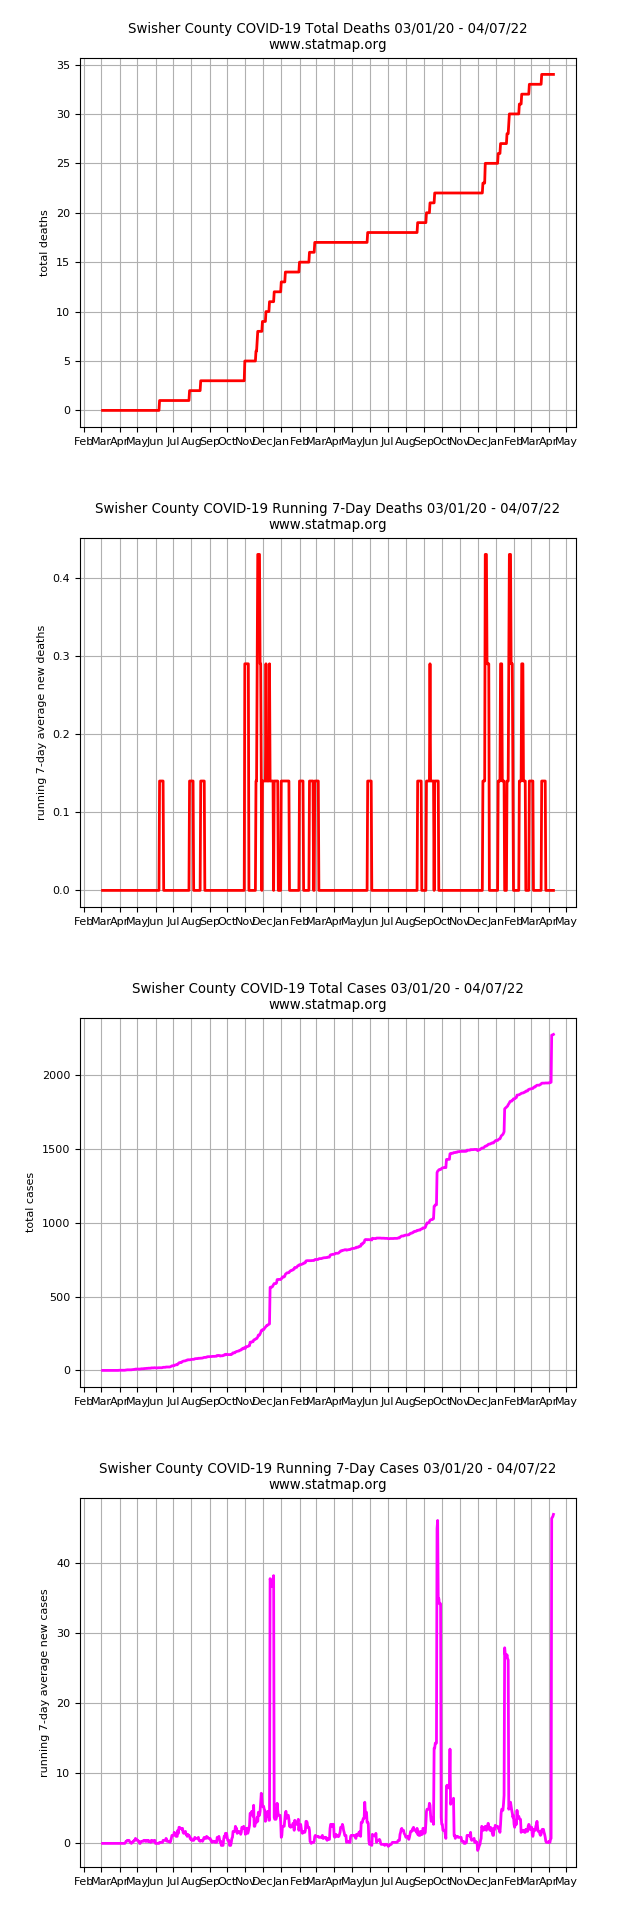 Swisher County COVID-19 Total Deaths 03/01/20 - 04/07/22
www.statmap.org
35
30
25
20
15
10
5
0
total deaths
Feb Mar Apr May Jun Jul Aug Sep Oct Nov Dec Jan Feb Mar Apr May Jun Jul Aug Sep Oct Nov Dec Jan Feb Mar Apr May
Swisher County COVID-19 Running 7-Day Deaths 03/01/20 - 04/07/22
www.statmap.org
0.4
0.3
0.2
0.1
0.0
running 7-day average new deaths
Feb Mar Apr May Jun Jul Aug Sep Oct Nov Dec Jan Feb Mar Apr May Jun Jul Aug Sep Oct Nov Dec Jan Feb Mar Apr May
Swisher County COVID-19 Total Cases 03/01/20 - 04/07/22
www.statmap.org
2000
1500
1000
500
0
total cases
Feb Mar Apr May Jun Jul Aug Sep Oct Nov Dec Jan Feb Mar Apr May Jun Jul Aug Sep Oct Nov Dec Jan Feb Mar Apr May
Swisher County COVID-19 Running 7-Day Cases 03/01/20 - 04/07/22
www.statmap.org
40
30
20
10
0
running 7-day average new cases
Feb Mar Apr May Jun Jul Aug Sep Oct Nov Dec Jan Feb Mar Apr May Jun Jul Aug Sep Oct Nov Dec Jan Feb Mar Apr May